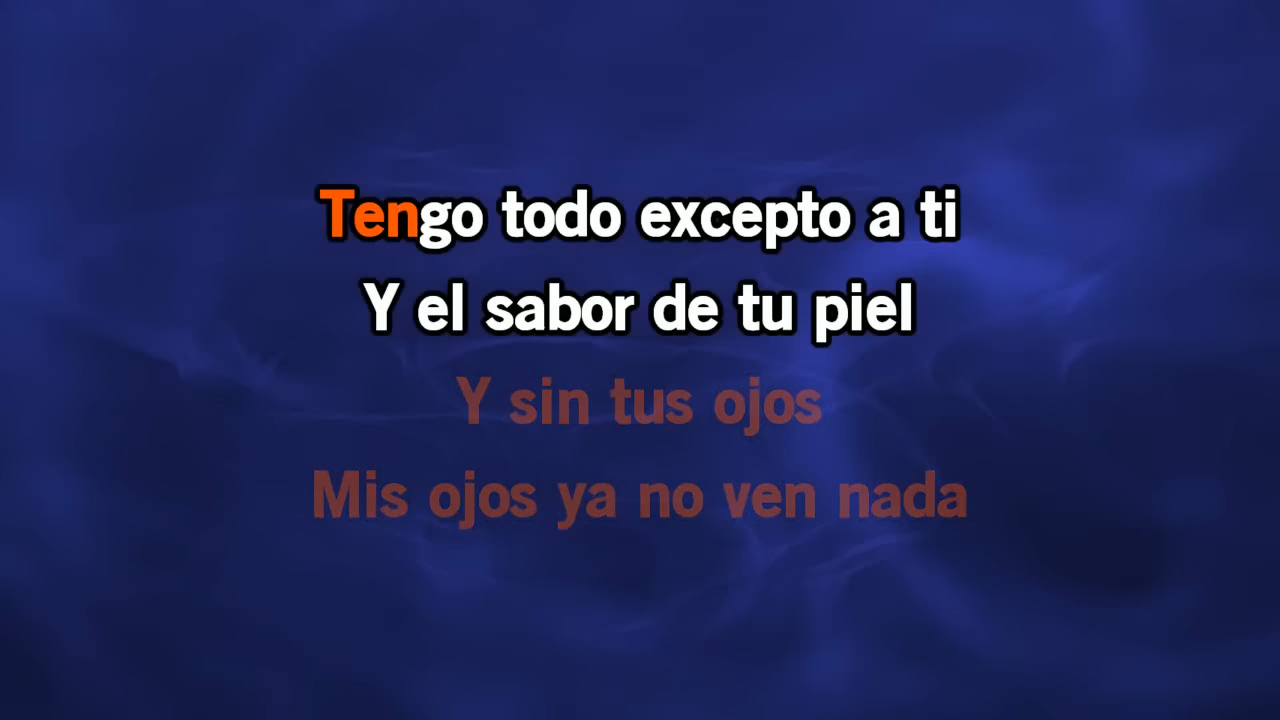 Tengo todo excepto a ti
Y el sabor de tu piel
Y sin tus ojos
Mis ojos ya no ven nada